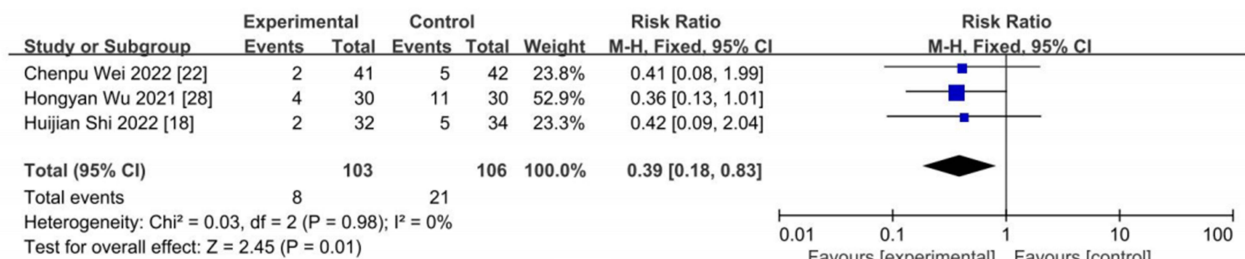 Experimental Control Risk Ratio Risk Ratio
Study or Subgroup Events Total Events Total Weight M-H, Fixed, 95% CI M-H, Fixed, 95% CI
Chenpu Wei 2022 [22] 2 41 5 42 23.8% 0.41 [0.08, 1.99]
Hongyan Wu 2021 [28] 4 30 11 30 52.9% 0.36 [0.13, 1.01]
Huijian Shi 2022 [18] 2 32 5 34 23.3% 0.42 [0.09, 2.04]
Total (95% CI) 103 106 100.0% 0.39 [0.18, 0.83]
Total events 8 21
Heterogeneity: Chi² = 0.03, df = 2 (P = 0.98); I² = 0%
Test for overall effect: Z = 2.45 (P = 0.01)
0.01 0.1 1 10 100
Favours [experimental] Favours [control]